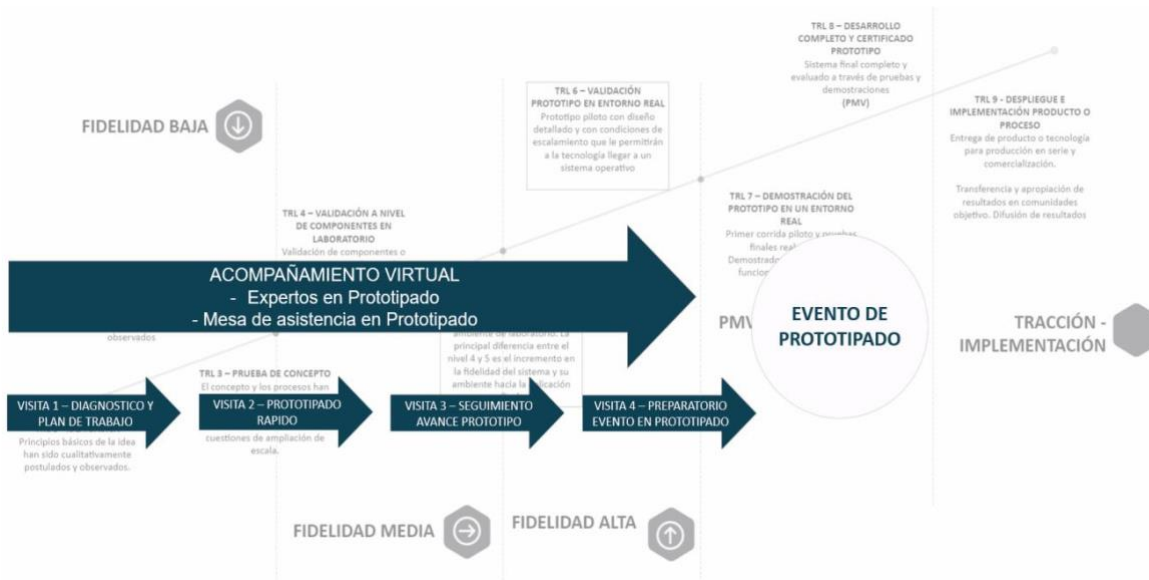 TRL 8 – DESARROLLO
COMPLETO Y CERTIFICADO
PROTOTIPO
Sistema final completo y
evaluado a través de pruebas y
demostraciones
(PMV)
TRL 6 – VALIDACIÓN
PROTOTIPO EN ENTORNO REAL
Prototipo piloto con diseño
detallado y con condiciones de
escalamiento que le permitirán
a la tecnología llegar a un
sistema operativo
TRL 9 - DESPLIEGUE E
IMPLEMENTACIÓN PRODUCTO O
PROCESO
Entrega de producto o tecnología
para producción en serie y
comercialización.
Transferencia y apropiación de
resultados en comunidades
objetivo. Difusión de resultados
FIDELIDAD BAJA
TRL 4 – VALIDACIÓN A NIVEL
DE COMPONENTES EN
LABORATORIO
Validación de componentes o
TRL 7 – DEMOSTRACIÓN DEL
PROTOTIPO EN UN ENTORNO
REAL
Primer corrida piloto y pruebas
finales
ACOMPAÑAMIENTO VIRTUAL
- Expertos en Prototipado
- Mesa de asistencia en Prototipado
observados
ambiente de laboratorio. La
principal diferencia entre el
nivel 4 y 5 es el incremento en
la fidelidad del sistema y su
ambiente hacia la
PMV
EVENTO DE
PROTOTIPADO
TRACCIÓN -
IMPLEMENTACIÓN
TRL 3 – PRUEBA DE CONCEPTO
El concepto y los procesos han
VISITA 1 – DIAGNOSTICO Y
PLAN DE TRABAJO
VISITA 2 – PROTOTIPADO
RAPIDO
VISITA 3 – SEGUIMIENTO
AVANCE PROTOTIPO
VISITA 4 – PREPARATORIO
EVENTO EN PROTOTIPADO
Principios básicos de la idea
han sido cualitativamente
postulados y observados.
cuestiones de ampliación de
escala.
FIDELIDAD MEDIA
FIDELIDAD ALTA